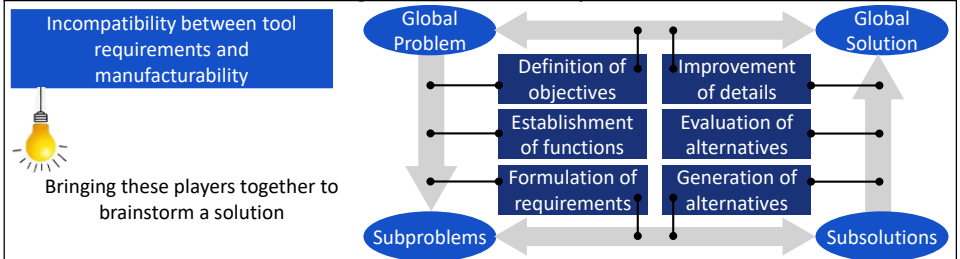 Incompatibility between tool
requirements and
manufacturability
Bringing these players together to
brainstorm a solution
Global
Problem
Global
Solution
Definition of
objectives
Improvement
of details
Establishment
of functions
Evaluation of
alternatives
Formulation of
requirements
Generation of
alternatives
Subproblems
Subsolutions